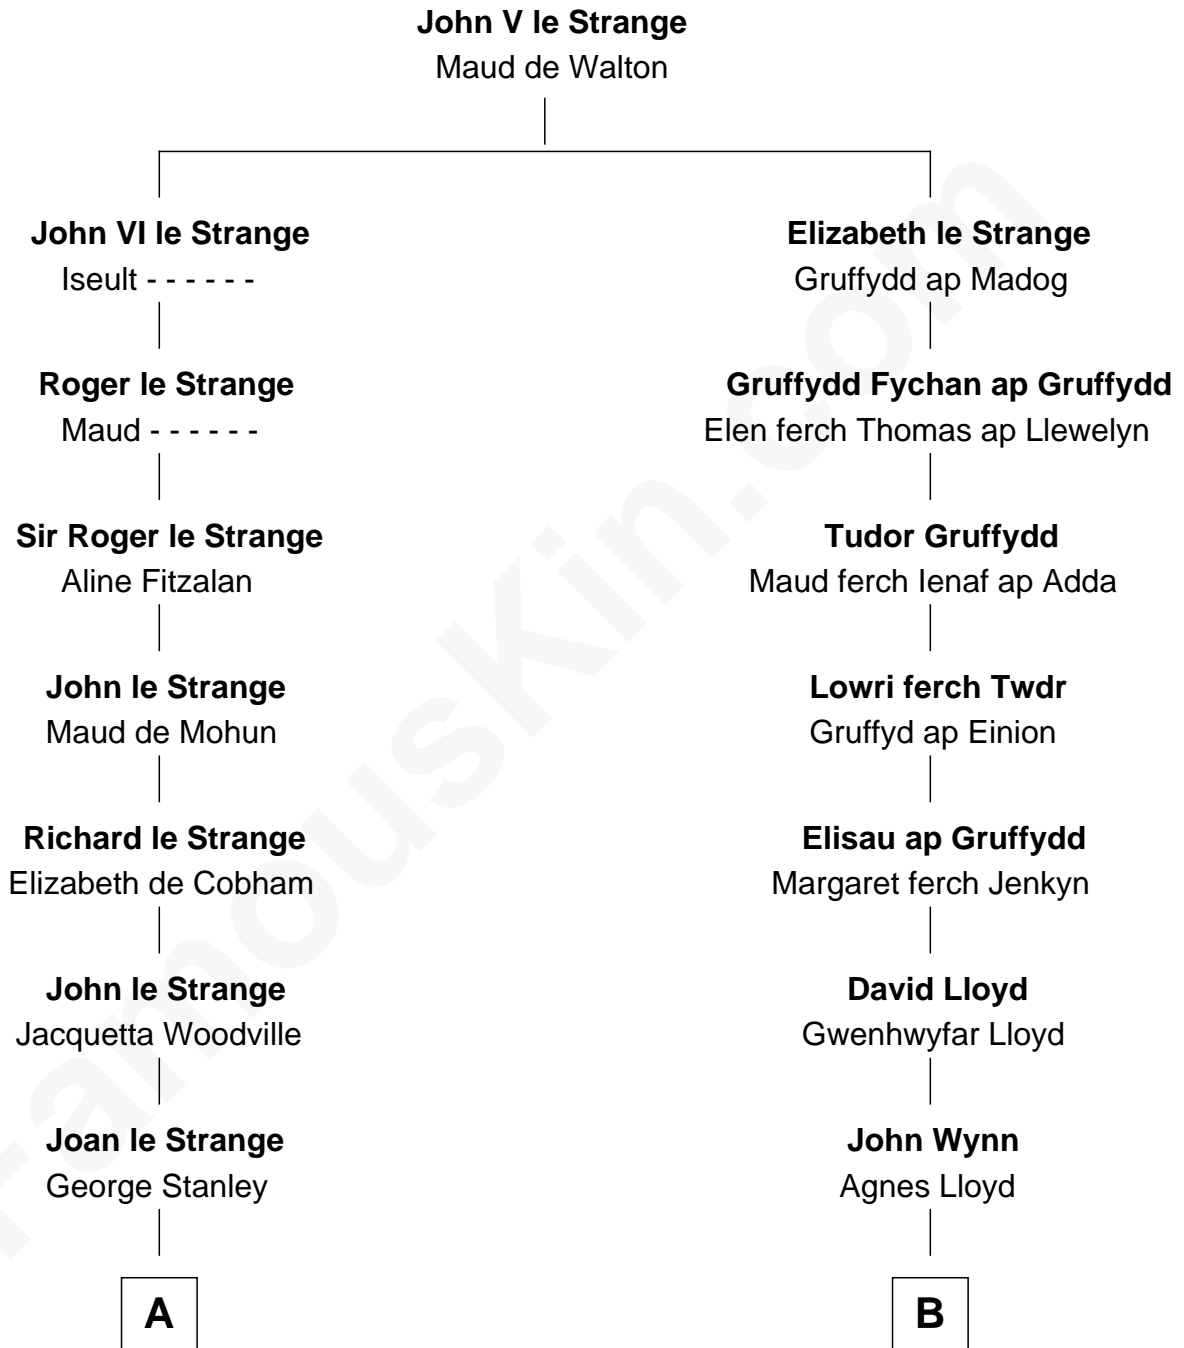 John V le Strange
Maud de Walton
John VI le Strange
Iseult - - - - - -
Elizabeth le Strange
Gruffydd ap Madog
Roger le Strange
Maud - - - - - -
Gruffydd Fychan ap Gruffydd
Elen ferch Thomas ap Llewelyn
Sir Roger le Strange
Aline Fitzalan
Tudor Gruffydd
Maud ferch Ienaf ap Adda
John le Strange
Maud de Mohun
Lowri ferch Twdr
Gruffyd ap Einion
Richard le Strange
Elizabeth de Cobham
Elisau ap Gruffydd
Margaret ferch Jenkyn
John le Strange
Jacquetta Woodville
David Lloyd
Gwenhwyfar Lloyd
Joan le Strange
George Stanley
John Wynn
Agnes Lloyd
A
B
FamousKin.com